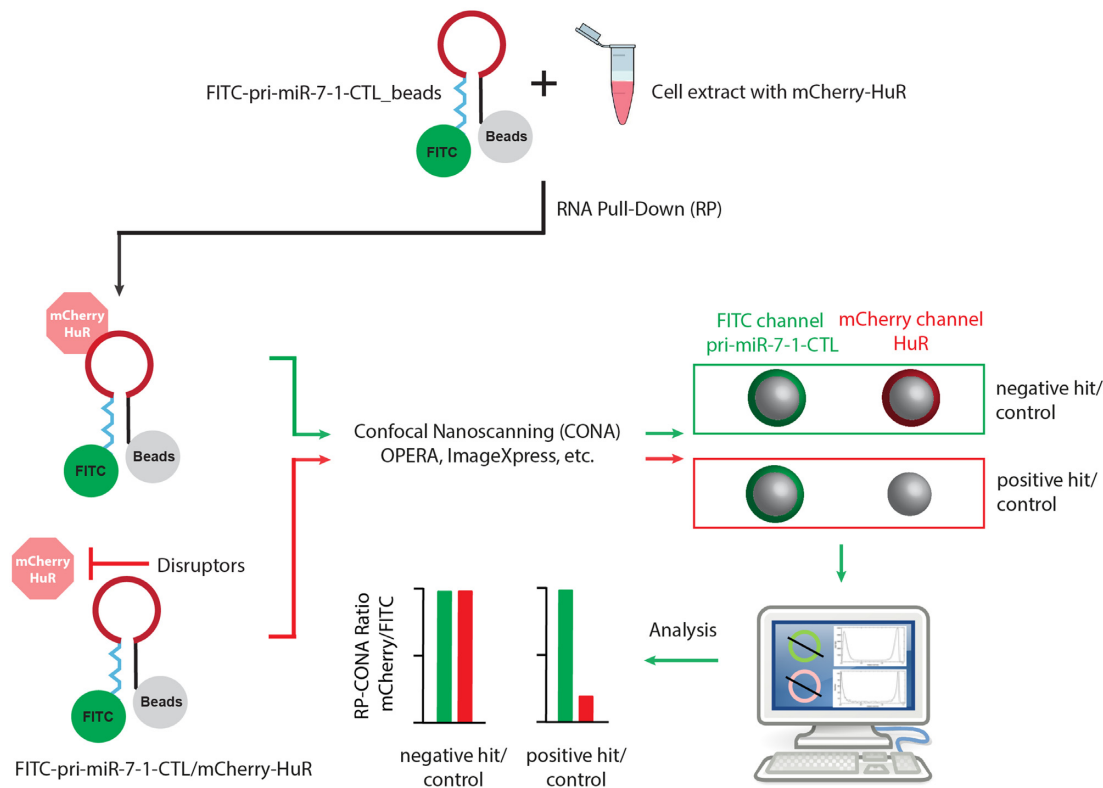 FITC-pri-miR-7-1-CTL_beads
FITC
Beads
+
Cell extract with mCherry-HuR
RNA Pull-Down (RP)
mCherry
HuR
FITC
Beads
Confocal Nanoscanning (CONA)
OPERA, ImageXpress, etc.
FITC channel
pri-miR-7-1-CTL
mCherry channel
HuR
negative hit/
control
positive hit/
control
mCherry
HuR
Disruptors
FITC
Beads
FITC-pri-miR-7-1-CTL/mCherry-HuR
RP-CONA Ratio
mCherry/FITC
negative hit/
control
positive hit/
control
Analysis